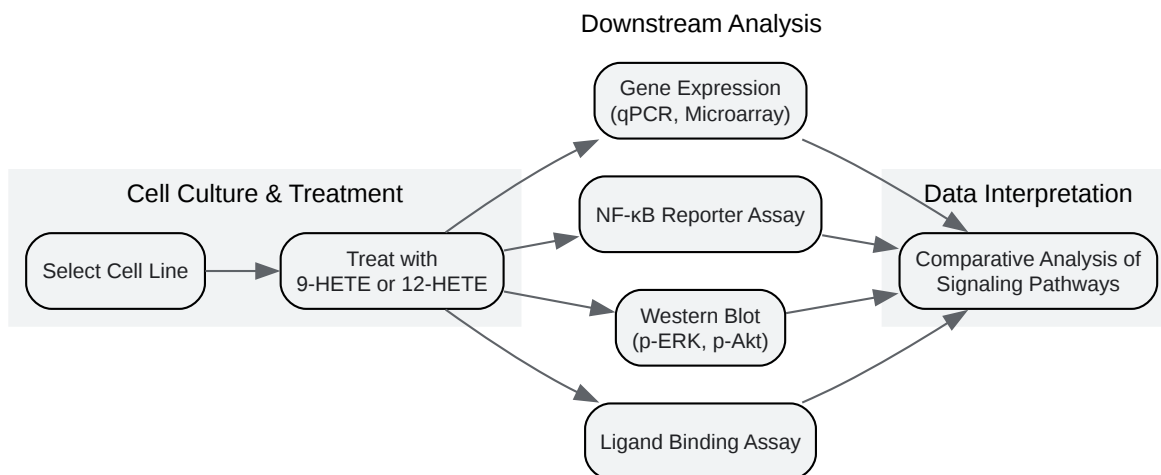 Downstream Analysis
Gene Expression
(qPCR, Microarray)
Cell Culture & Treatment
Data Interpretation
NF-κB Reporter Assay
Select Cell Line
Treat with
9-HETE or 12-HETE
Comparative Analysis of
Signaling Pathways
Western Blot
(p-ERK, p-Akt)
Ligand Binding Assay